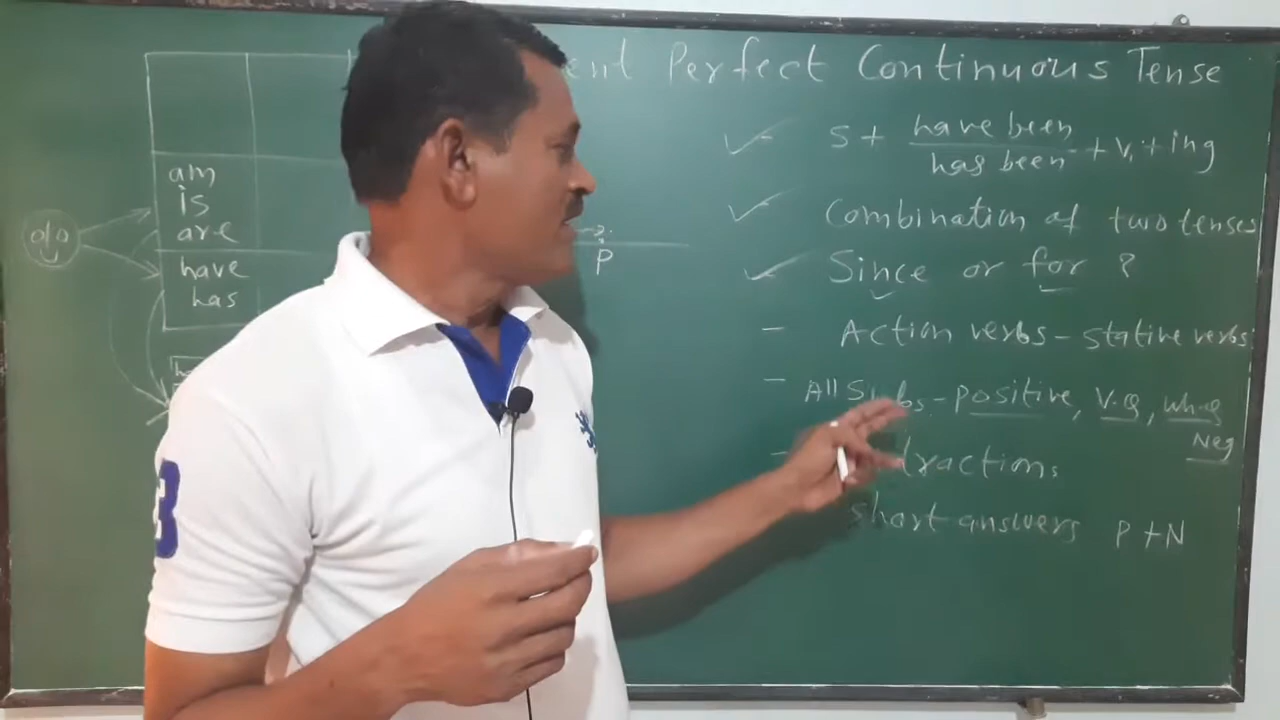 Perfect Continuous Tense
S + have been / has been + V1 + ing
Combination of two tenses
Since or for ?
Action verbs - stative verbs
All - positive, V.Q, Wh-Q
Neg
short answers P + N
am
is
are
have
has
P
3